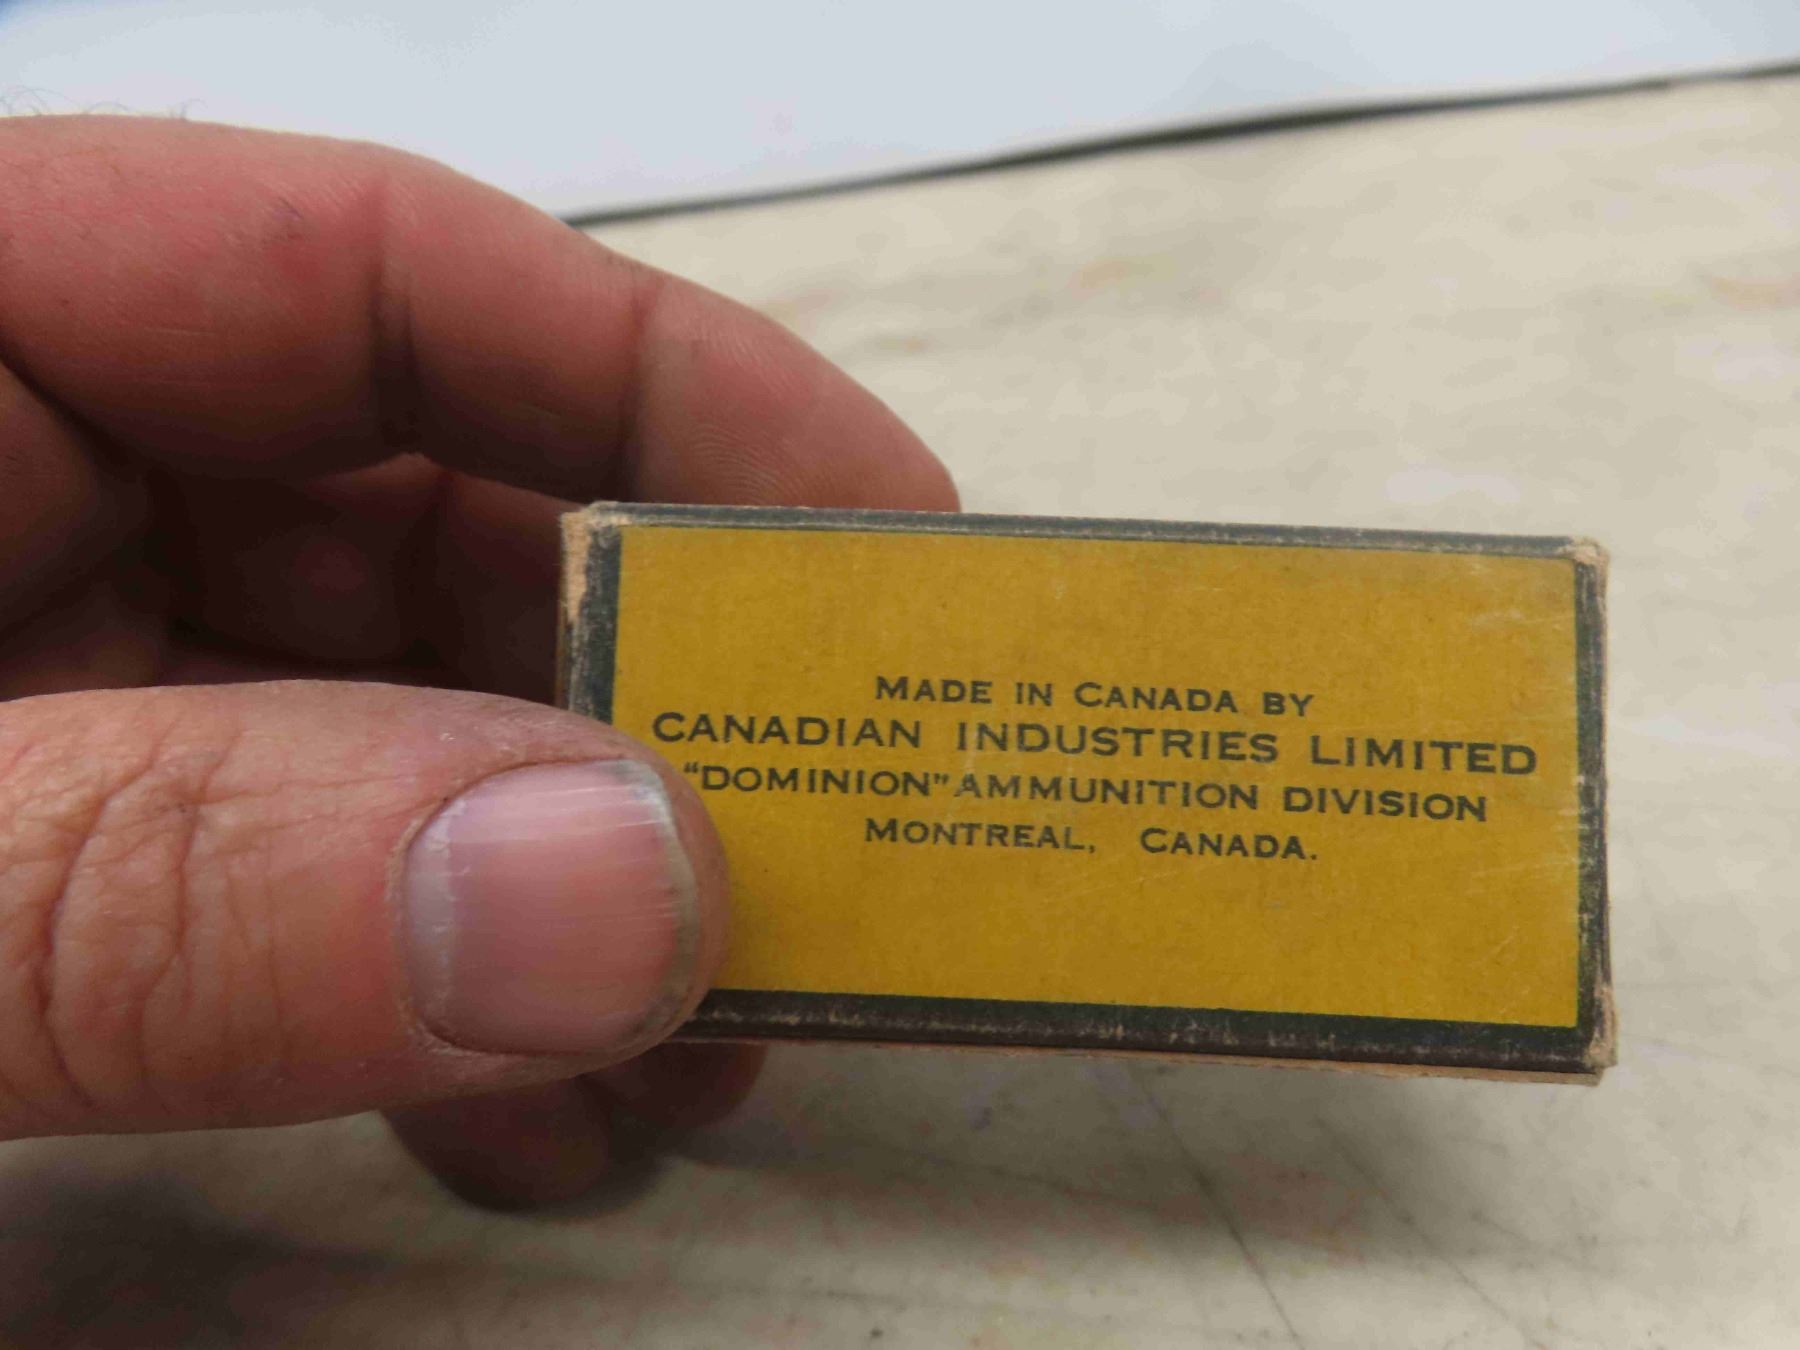 MADE IN CANADA BY
CANADIAN INDUSTRIES LIMITED
"DOMINION" AMMUNITION DIVISION
MONTREAL, CANADA.